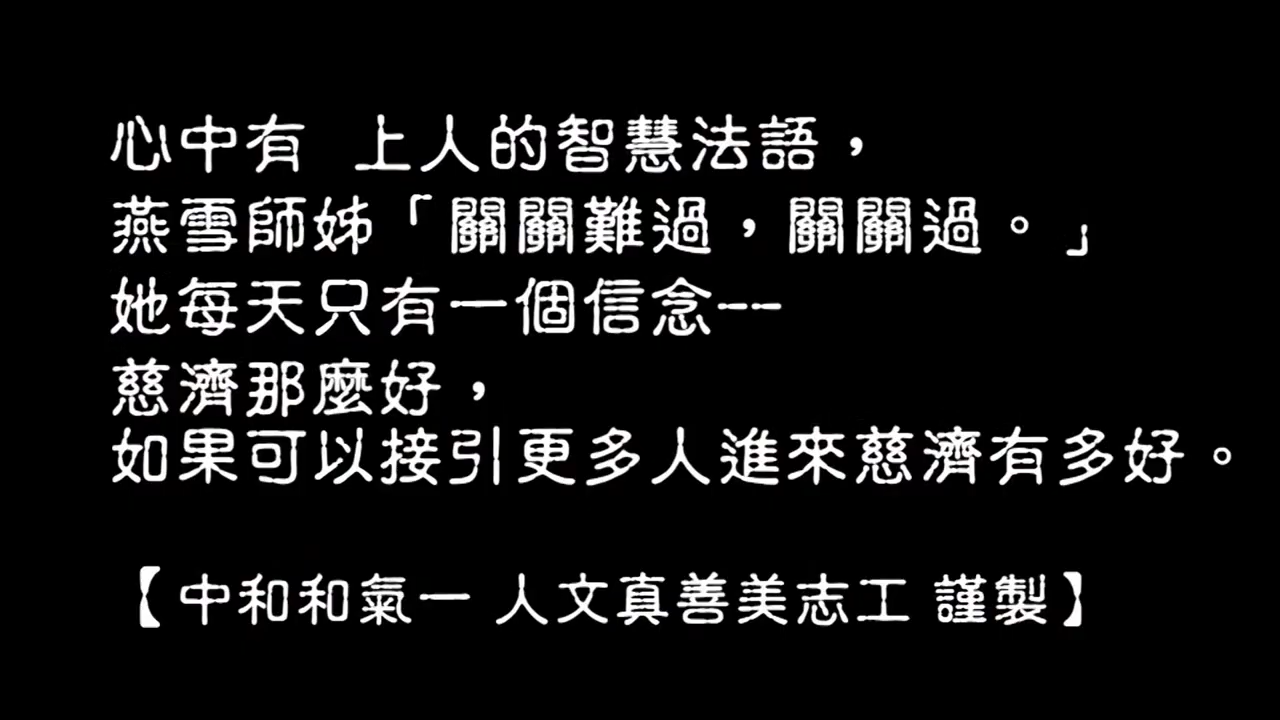 心中有 上人的智慧法語，
燕雪師姊「關關難過，關關過。」
她每天只有一個信念--
慈濟那麼好，
如果可以接引更多人進來慈濟有多好。
【中和和氣一 人文真善美志工 謹製】